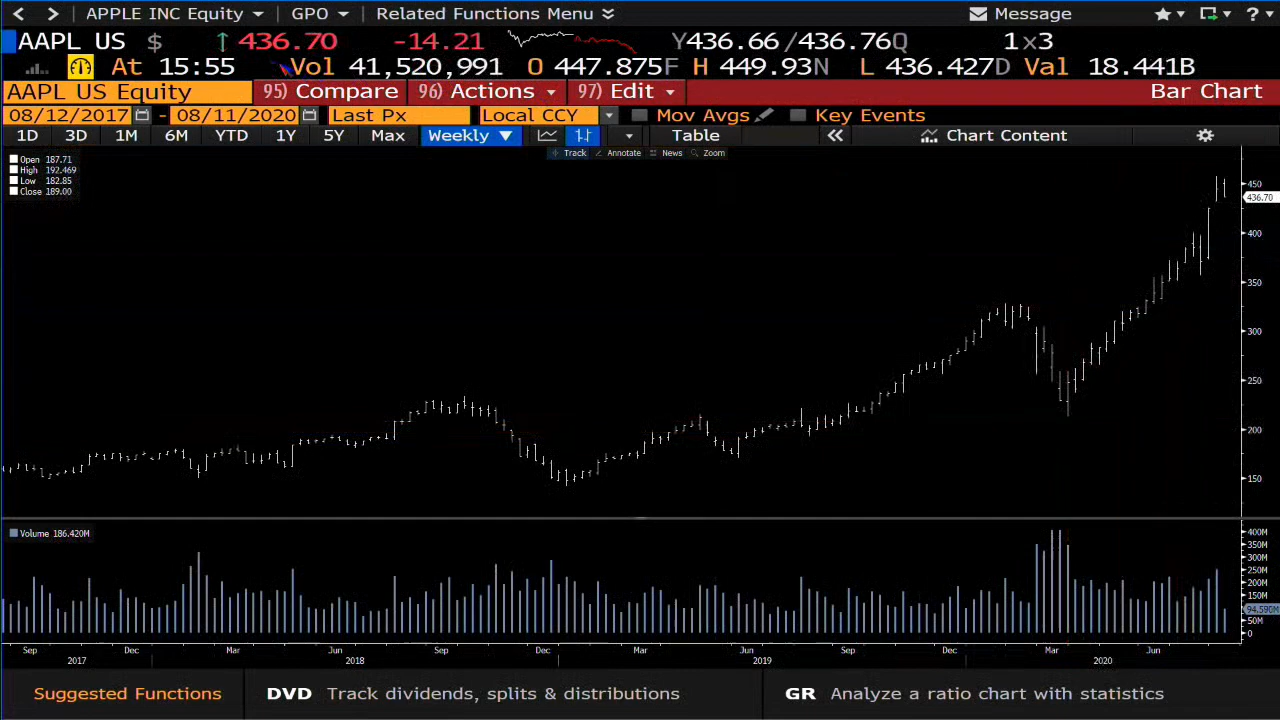 APPLE INC Equity GPO Related Functions Menu Message ?
AAPL US $ ↑ 436.70 -14.21 Y436.66 /436.76Q 1x3
At 15:55 Vol 41,520,991 O 447.875F H 449.93N L 436.427D Val 18.441B
AAPL US Equity 95) Compare 96) Actions 97) Edit Bar Chart
08/12/2017 - 08/11/2020 Last Px Local CCY Mov Avgs Key Events
1D 3D 1M 6M YTD 1Y 5Y Max Weekly ▼ Table « Chart Content
Track Annotate News Zoom
Open 187.71
High 192.469
Low 182.85
Close 189.00
450
436.70
400
350
300
250
200
150
Volume 186.420M
400M
350M
300M
250M
200M
150M
94.590M
50M
0
Sep Dec Mar Jun Sep Dec Mar Jun Sep Dec Mar Jun
2017 2018 2019 2020
Suggested Functions DVD Track dividends, splits & distributions GR Analyze a ratio chart with statistics